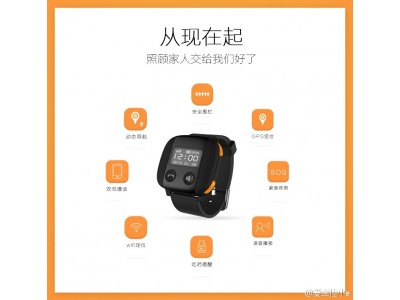 从现在起
照顾家人交给我们好了
安全围栏
动态导航
GPS定位
12:00
双向通话
SOS
紧急呼救
wifi定位
语音播报
吃药提醒